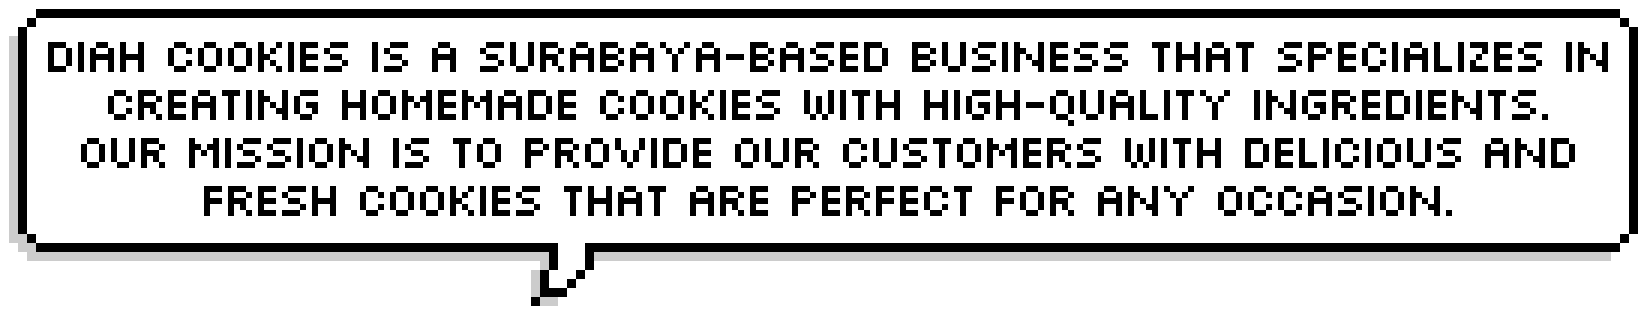 DIAH COOKIES IS A SURABAYA-BASED BUSINESS THAT SPECIALIZES IN
CREATING HOMEMADE COOKIES WITH HIGH-QUALITY INGREDIENTS.
OUR MISSION IS TO PROVIDE OUR CUSTOMERS WITH DELICIOUS AND
FRESH COOKIES THAT ARE PERFECT FOR ANY OCCASION.